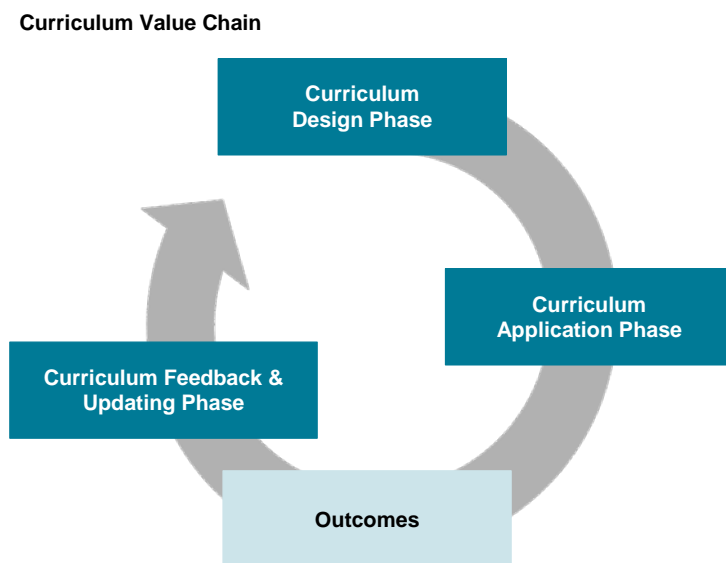 Curriculum Value Chain
Curriculum
Design Phase
Curriculum
Application Phase
Curriculum Feedback &
Updating Phase
Outcomes